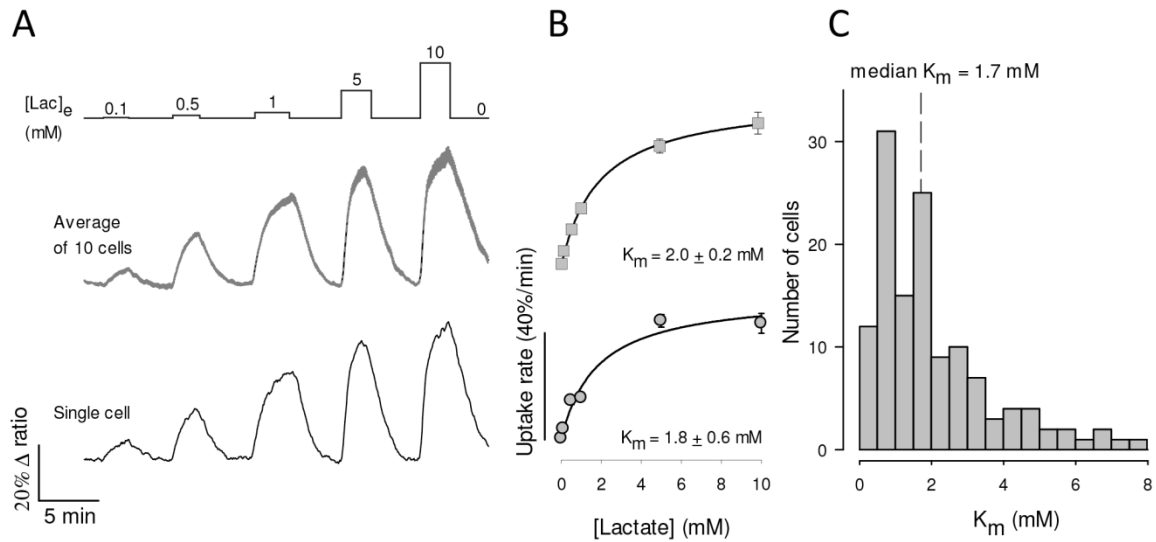 A
[Lac]e
(mM)
0.1
0.5
1
5
10
0
Average
of 10 cells
Single cell
20% Δ ratio
5 min
B
Uptake rate (40%/min)
Km = 2.0 ± 0.2 mM
Km = 1.8 ± 0.6 mM
0 2 4 6 8 10
[Lactate] (mM)
C
median Km = 1.7 mM
Number of cells
30
20
10
0
0 2 4 6 8
Km (mM)